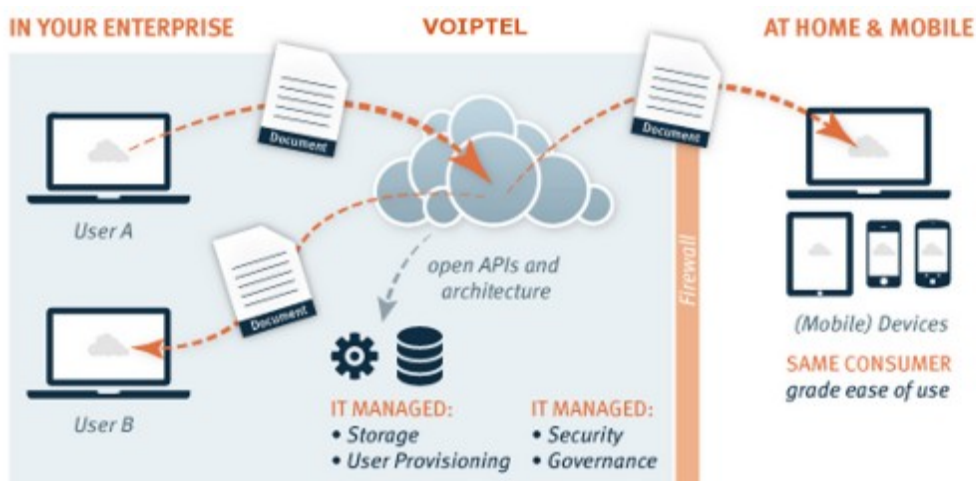 IN YOUR ENTERPRISE
VOIPTEL
AT HOME & MOBILE
Document
Document
User A
Document
open APIs and
architecture
Firewall
(Mobile) Devices
SAME CONSUMER
grade ease of use
User B
IT MANAGED:
• Storage
• User Provisioning
IT MANAGED:
• Security
• Governance